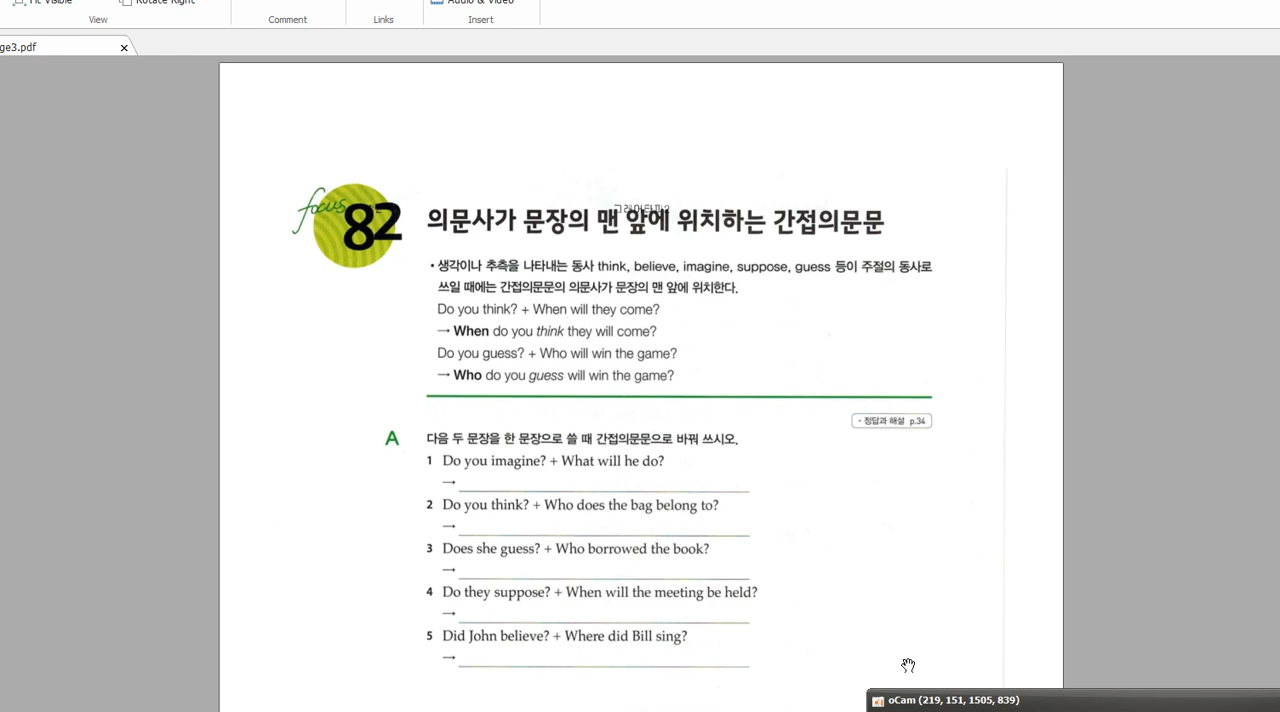 Fit Visible
Rotate Right
Audio & Video
View
Comment
Links
Insert
ge3.pdf
focus
82
의문사가 문장의 맨 앞에 위치하는 간접의문문
• 생각이나 추측을 나타내는 동사 think, believe, imagine, suppose, guess 등이 주절의 동사로
쓰일 때에는 간접의문문의 의문사가 문장의 맨 앞에 위치한다.
Do you think? + When will they come?
→ When do you think they will come?
Do you guess? + Who will win the game?
→ Who do you guess will win the game?
• 정답과 해설 p.34
A 다음 두 문장을 한 문장으로 쓸 때 간접의문문으로 바꿔 쓰시오.
1 Do you imagine? + What will he do?
→
2 Do you think? + Who does the bag belong to?
→
3 Does she guess? + Who borrowed the book?
→
4 Do they suppose? + When will the meeting be held?
→
5 Did John believe? + Where did Bill sing?
→
oCam (219, 151, 1505, 839)